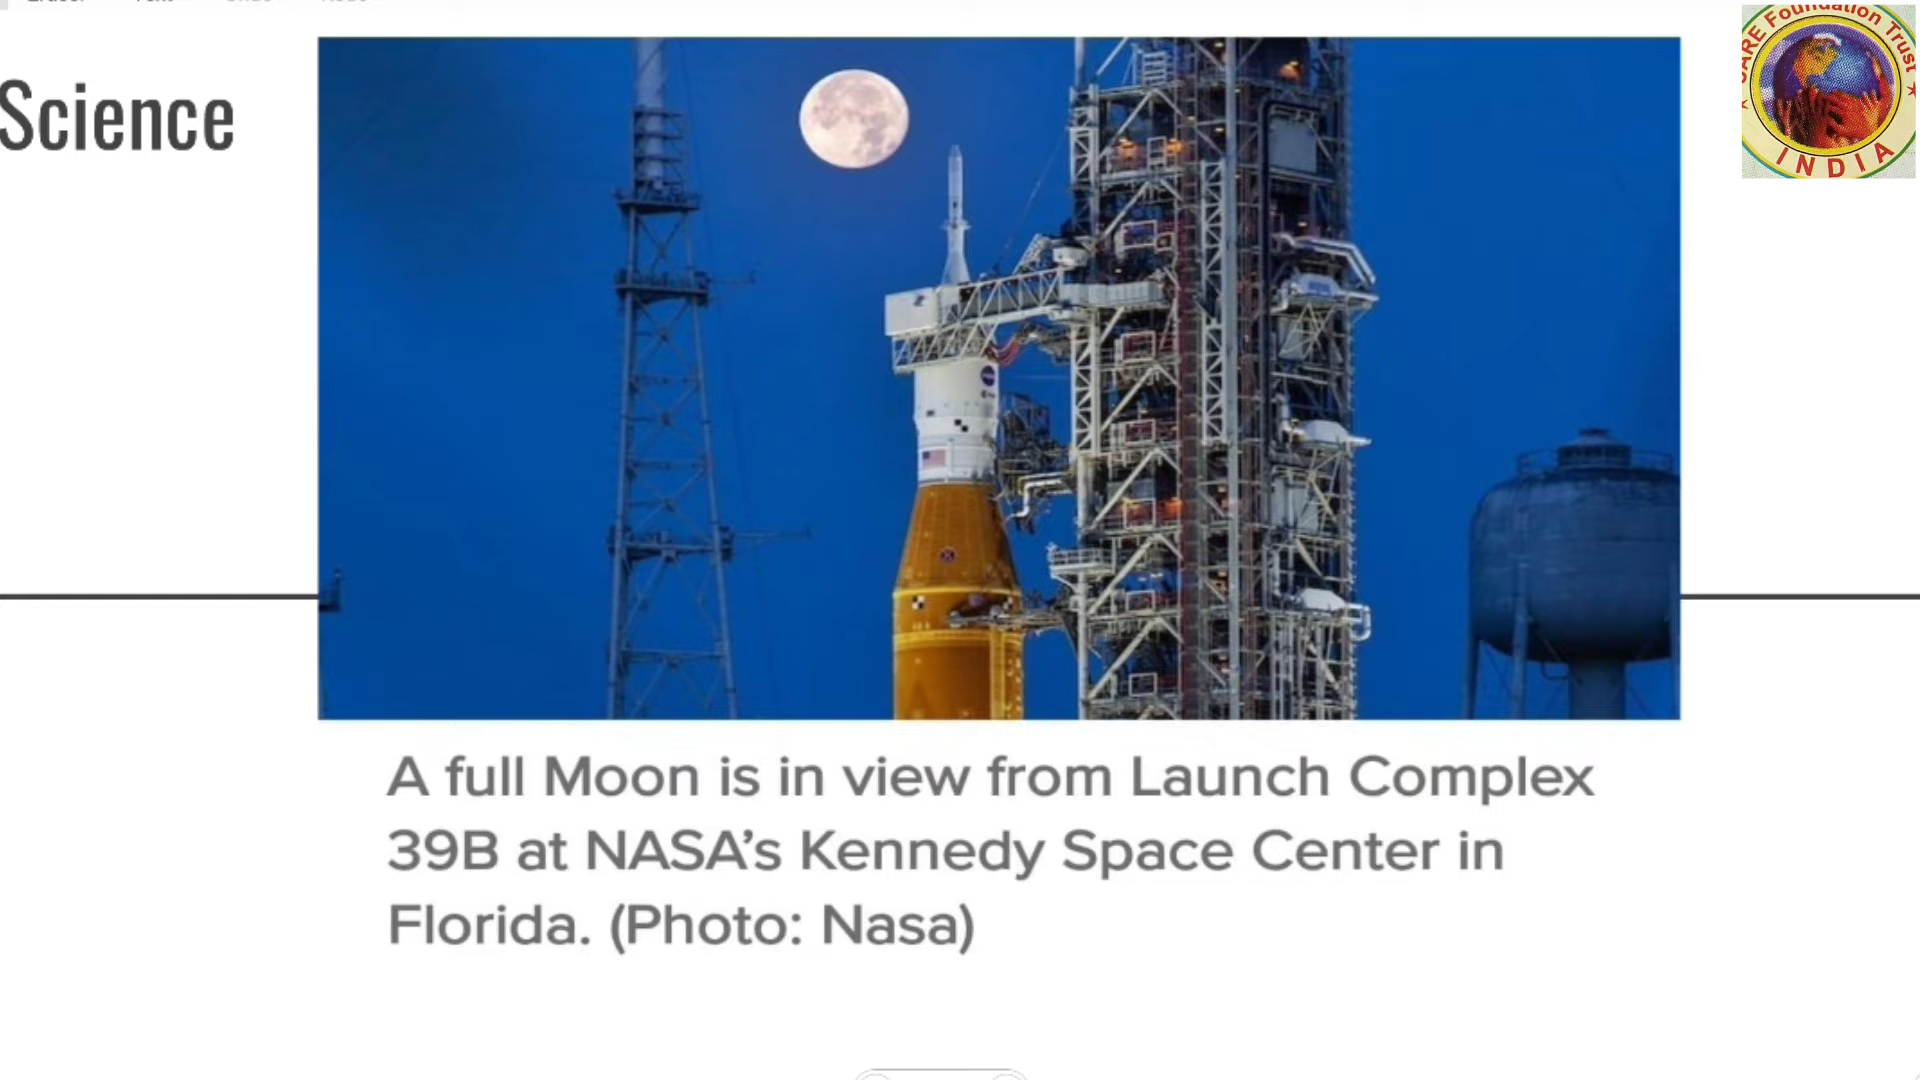 Science
CARE Foundation Trust
INDIA
A full Moon is in view from Launch Complex
39B at NASA's Kennedy Space Center in
Florida. (Photo: Nasa)